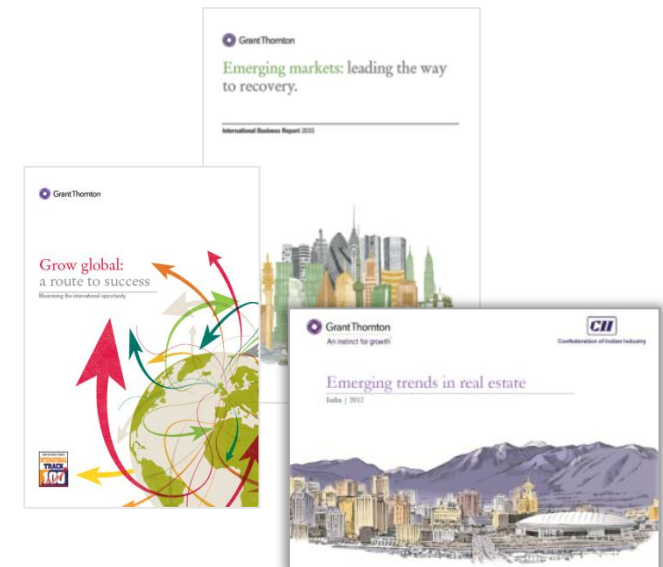 Grant Thornton
Emerging markets: leading the way
to recovery.
International Business Report 2010
Grant Thornton
Grow global:
a route to success
Maximising the international opportunity
TRACK
100
Grant Thornton
An instinct for growth
CII
Confederation of Indian Industry
Emerging trends in real estate
India | 2012